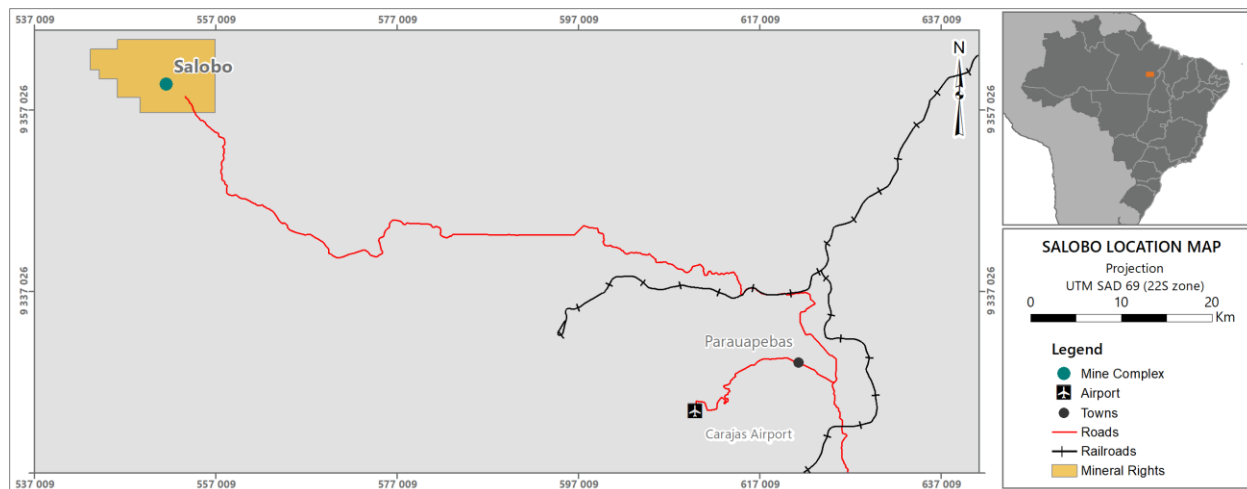 537 009
557 009
577 009
597 009
617 009
637 009
Salobo
N
9 357 026
9 357 026
9 337 026
9 337 026
Parauapebas
Carajas Airport
537 009
557 009
577 009
597 009
617 009
637 009
SALOBO LOCATION MAP
Projection
UTM SAD 69 (22S zone)
0
10
20
Km
Legend
Mine Complex
Airport
Towns
Roads
Railroads
Mineral Rights